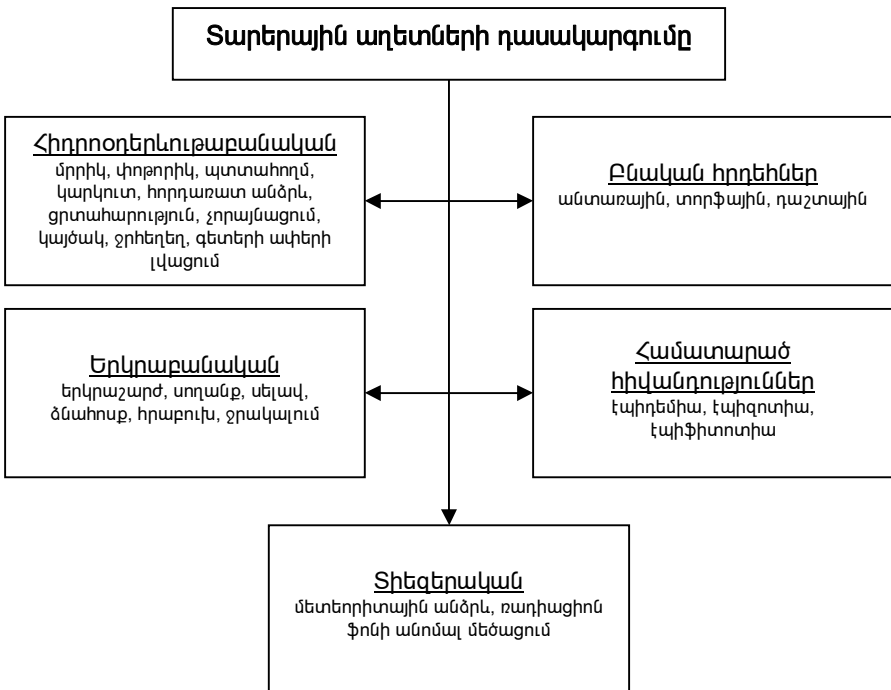 Տարերային աղետների դասակարգումը
Հիդրոօդերևութաբանական
մրրիկ, փոթորիկ, պտտահողմ,
կարկուտ, հորդառատ անձրև,
ցրտահարություն, չորայնացում,
կայծակ, ջրհեղեղ, գետերի ափերի
լվացում
Բնական հրդեհներ
անտառային, տորֆային, դաշտային
Երկրաբանական
երկրաշարժ, սողանք, սելավ,
ձնահոսք, հրաբուխ, ջրակալում
Համատարած
հիվանդություններ
էպիդեմիա, էպիզոտիա,
էպիֆիտոտիա
Տիեզերական
մետեորիտային անձրև, ռադիացիոն
ֆոնի անոմալ մեծացում